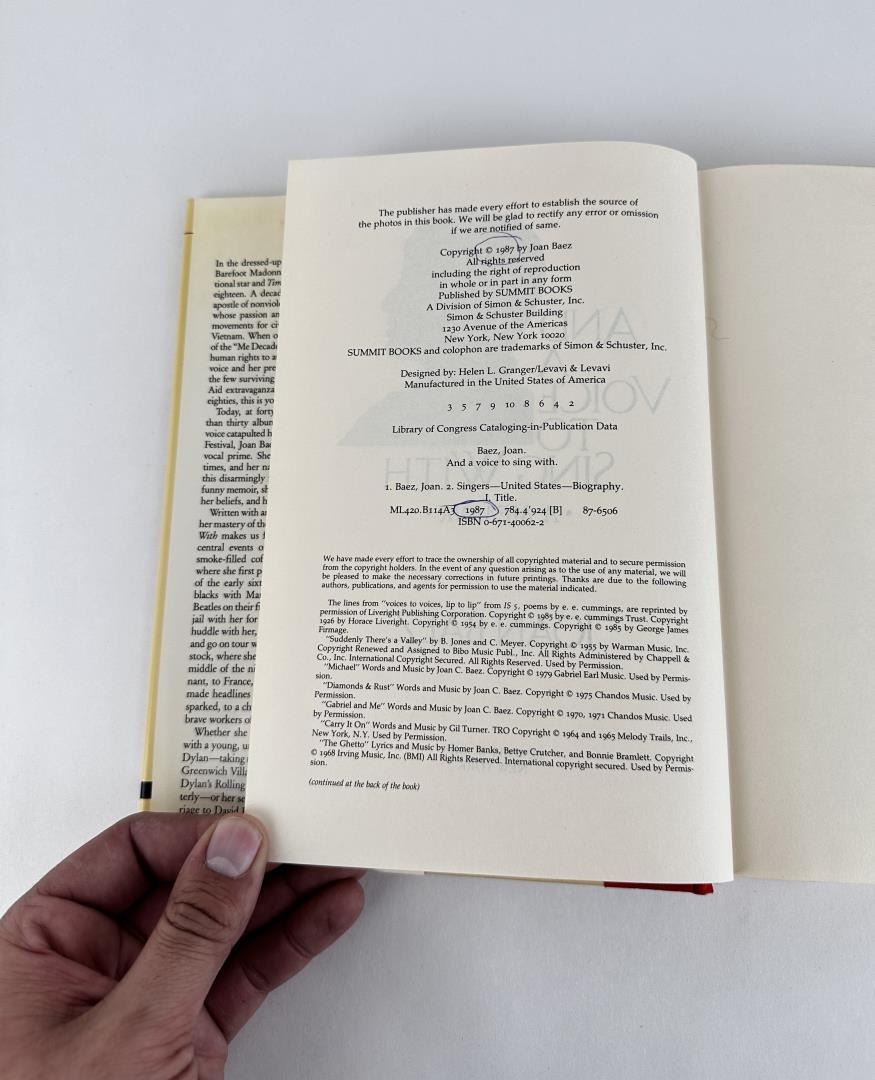 In the dressed-up
Barefoot Madonn
tional star and Tim
eighteen. A decad
apostle of nonviol
whose passion an
movements for ci
Vietnam. When o
of the "Me Decad
human rights to a
voice and her pre
the few surviving
Aid extravaganza
eighties, this is yo
Today, at forty
than thirty albun
voice catapulted h
Festival, Joan Ba
vocal prime. She
times, and her na
this disarmingly
funny memoir, sh
her beliefs, and h
Written with a
her mastery of th
With makes us f
central events o
smoke-filled cof
where she first p
of the early sixt
blacks with Ma
Beatles on their fi
jail with her for
huddle with her,
and go on tour w
stock, where she
middle of the ni
nant, to France,
made headlines
sparked, to a ch
brave workers o
Whether she
with a young, u
Dylan—taking
Greenwich Villa
Dylan's Rolling
terly—or her se
riage to David
The publisher has made every effort to establish the source of
the photos in this book. We will be glad to rectify any error or omission
if we are notified of same.
Copyright © 1987 by Joan Baez
All rights reserved
including the right of reproduction
in whole or in part in any form
Published by SUMMIT BOOKS
A Division of Simon & Schuster, Inc.
Simon & Schuster Building
1230 Avenue of the Americas
New York, New York 10020
SUMMIT BOOKS and colophon are trademarks of Simon & Schuster, Inc.
Designed by: Helen L. Granger/Levavi & Levavi
Manufactured in the United States of America
3 5 7 9 10 8 6 4 2
Library of Congress Cataloging-in-Publication Data
Baez, Joan.
And a voice to sing with.
1. Baez, Joan. 2. Singers—United States—Biography.
I. Title.
ML420.B114A3 1987 784.4'924 [B] 87-6506
ISBN 0-671-40062-2
We have made every effort to trace the ownership of all copyrighted material and to secure permission
from the copyright holders. In the event of any question arising as to the use of any material, we will
be pleased to make the necessary corrections in future printings. Thanks are due to the following
authors, publications, and agents for permission to use the material indicated.
The lines from "voices to voices, lip to lip" from IS 5, poems by e. e. cummings, are reprinted by
permission of Liveright Publishing Corporation. Copyright © 1985 by e. e. cummings Trust. Copyright
1926 by Horace Liveright. Copyright © 1954 by e. e. cummings. Copyright © 1985 by George James
Firmage.
"Suddenly There's a Valley" by B. Jones and C. Meyer. Copyright © 1955 by Warman Music, Inc.
Copyright Renewed and Assigned to Bibo Music Publ., Inc. All Rights Administered by Chappell &
Co., Inc. International Copyright Secured. All Rights Reserved. Used by Permission.
"Michael" Words and Music by Joan C. Baez. Copyright © 1979 Gabriel Earl Music. Used by Permis-
sion.
"Diamonds & Rust" Words and Music by Joan C. Baez. Copyright © 1975 Chandos Music. Used by
Permission.
"Gabriel and Me" Words and Music by Joan C. Baez. Copyright © 1970, 1971 Chandos Music. Used
by Permission.
"Carry It On" Words and Music by Gil Turner. TRO Copyright © 1964 and 1965 Melody Trails, Inc.,
New York, N.Y. Used by Permission.
"The Ghetto" Lyrics and Music by Homer Banks, Bettye Crutcher, and Bonnie Bramlett. Copyright
© 1968 Irving Music, Inc. (BMI) All Rights Reserved. International copyright secured. Used by Permis-
sion.
(continued at the back of the book)